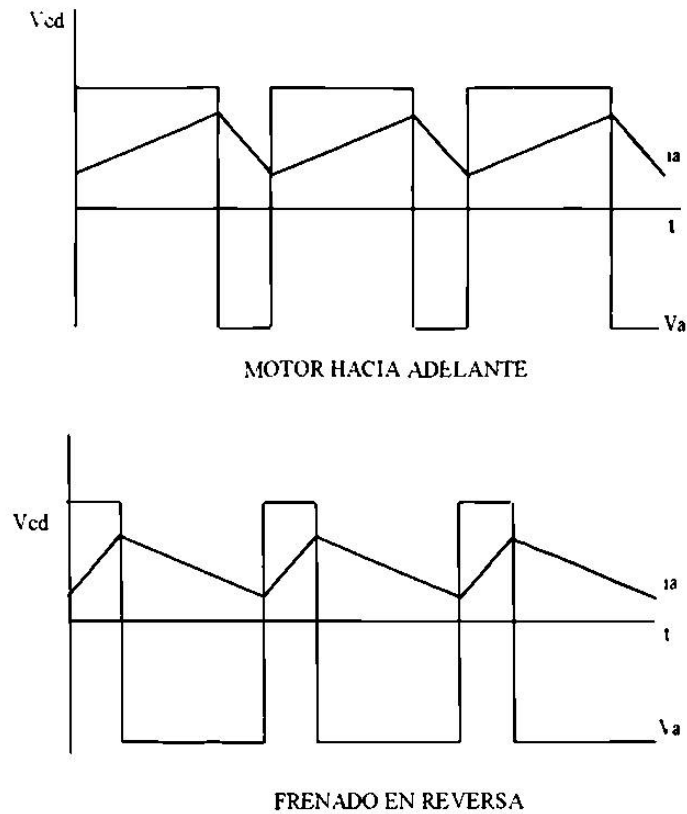 Vcd
ia
t
Va
MOTOR HACIA ADELANTE
Vcd
ia
t
Va
FRENADO EN REVERSA